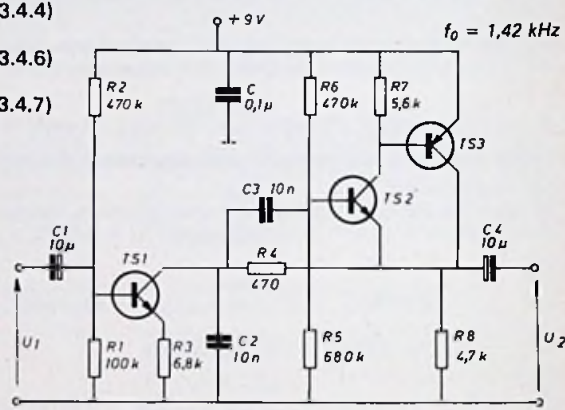 3.4.4)
3.4.6)
3.4.7)
+9V
f₀ = 1,42 kHz
R2
470k
C
0,1µ
R6
470k
R7
5,6k
TS3
C3 10n
TS2
C1
10µ
TS1
R4
470
C4
10µ
U1
R1
100k
R3
6,8k
C2
10n
R5
680k
R8
4,7k
U2